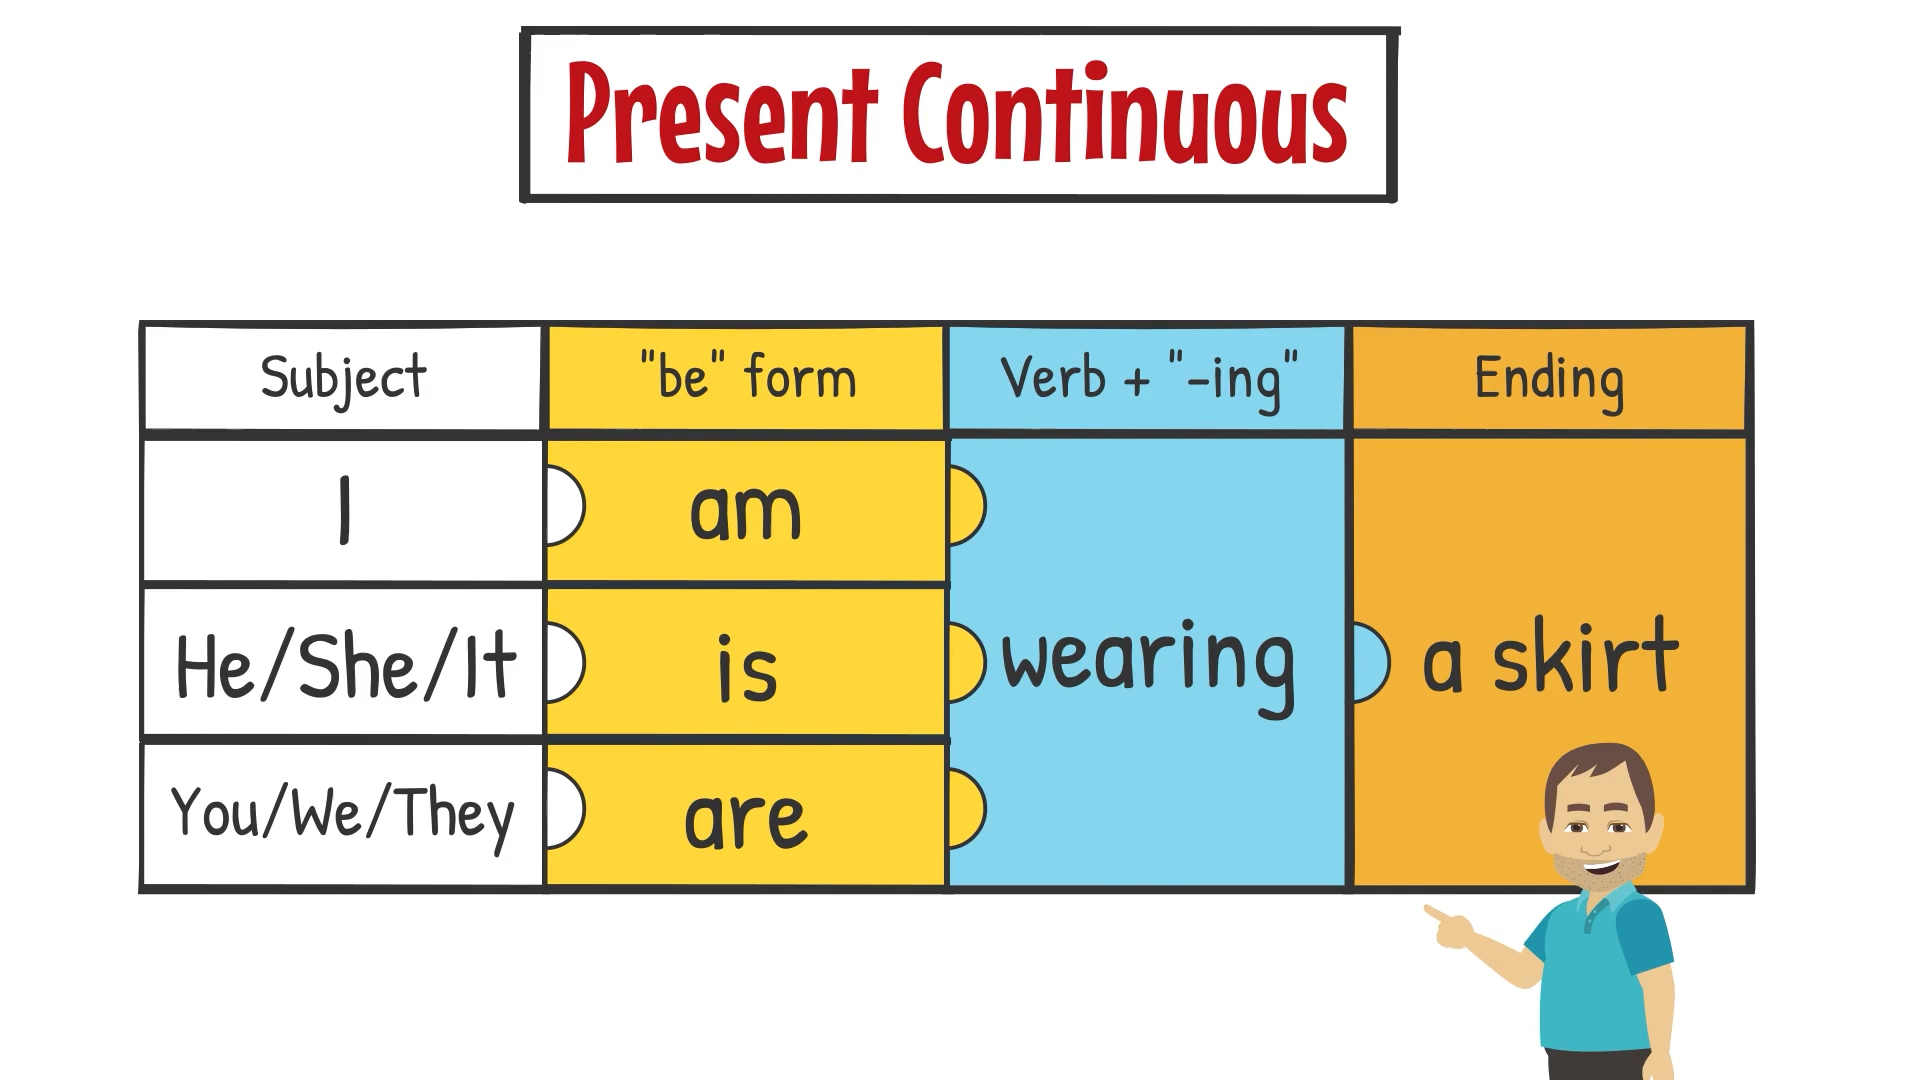 Present Continuous
Subject "be" form Verb + "-ing" Ending
I am
He/She/It is wearing a skirt
You/We/They are